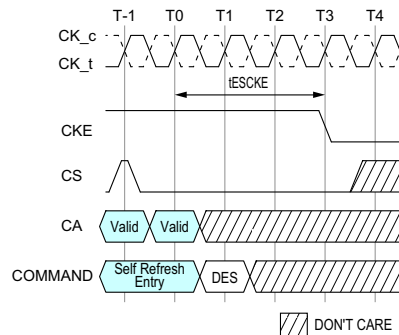 T-1 T0 T1 T2 T3 T4
CK_c
CK_t
tESCKE
CKE
CS
CA Valid Valid
COMMAND Self Refresh Entry DES
DON'T CARE